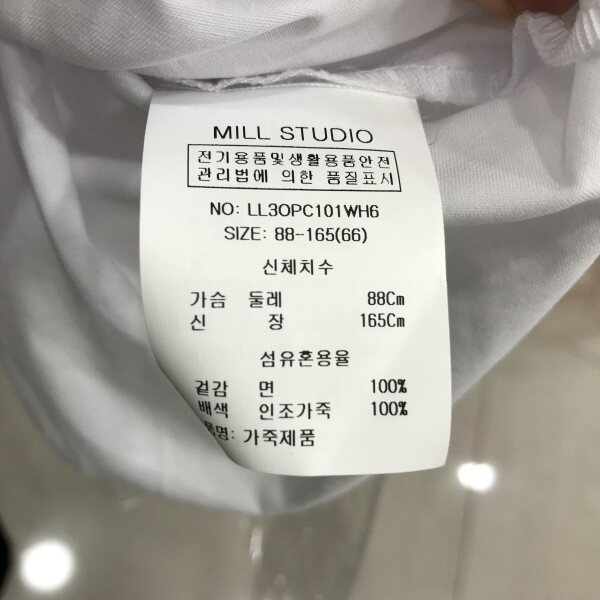 MILL STUDIO
전기용품및생활용품안전
관리법에 의한 품질표시
NO: LL3OPC101WH6
SIZE: 88-165(66)
신체치수
가슴 둘레 88Cm
신 장 165Cm
섬유혼용율
겉감 면 100%
배색 인조가죽 100%
품명: 가죽제품